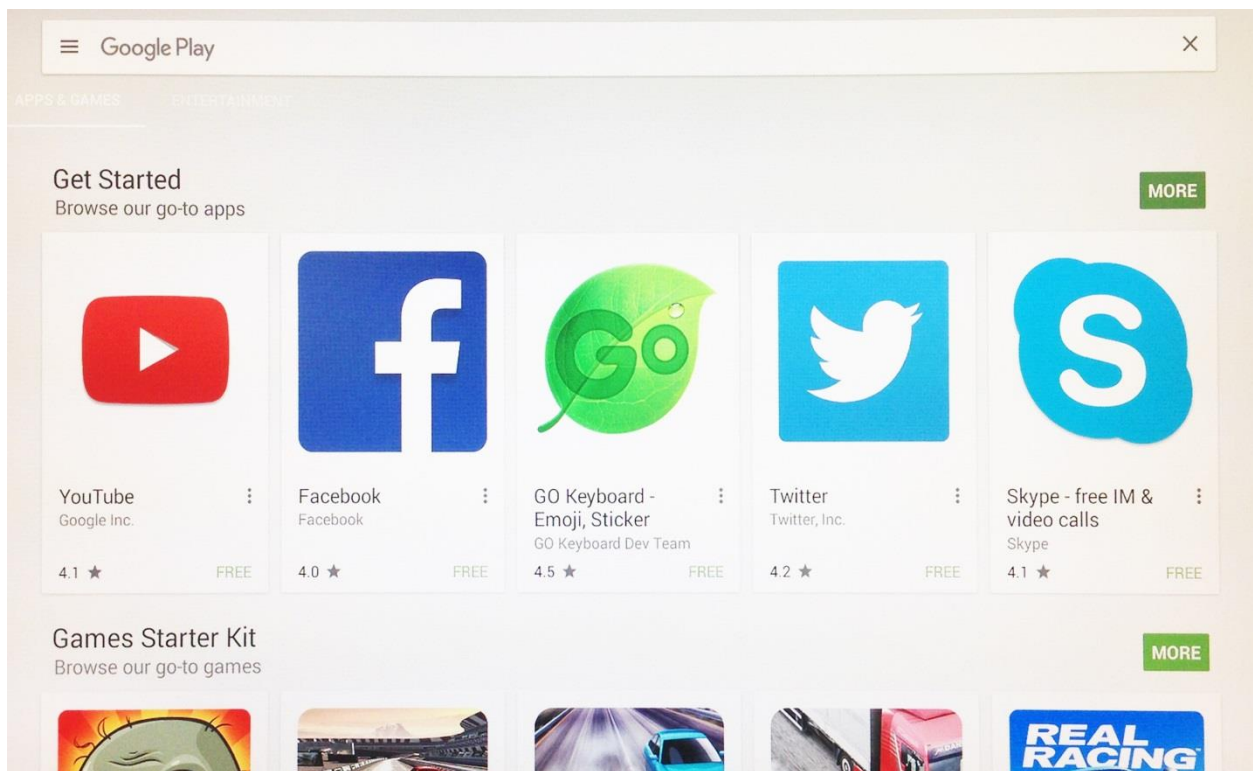 Google Play
APPS & GAMES
ENTERTAINMENT
Get Started
Browse our go-to apps
MORE
Go
S
YouTube
Google Inc.
4.1
FREE
Facebook
Facebook
4.0
FREE
GO Keyboard -
Emoji, Sticker
GO Keyboard Dev Team
4.5
FREE
Twitter
Twitter, Inc.
4.2
FREE
Skype - free IM &
video calls
Skype
4.1
FREE
Games Starter Kit
Browse our go-to games
MORE
REAL
RACING